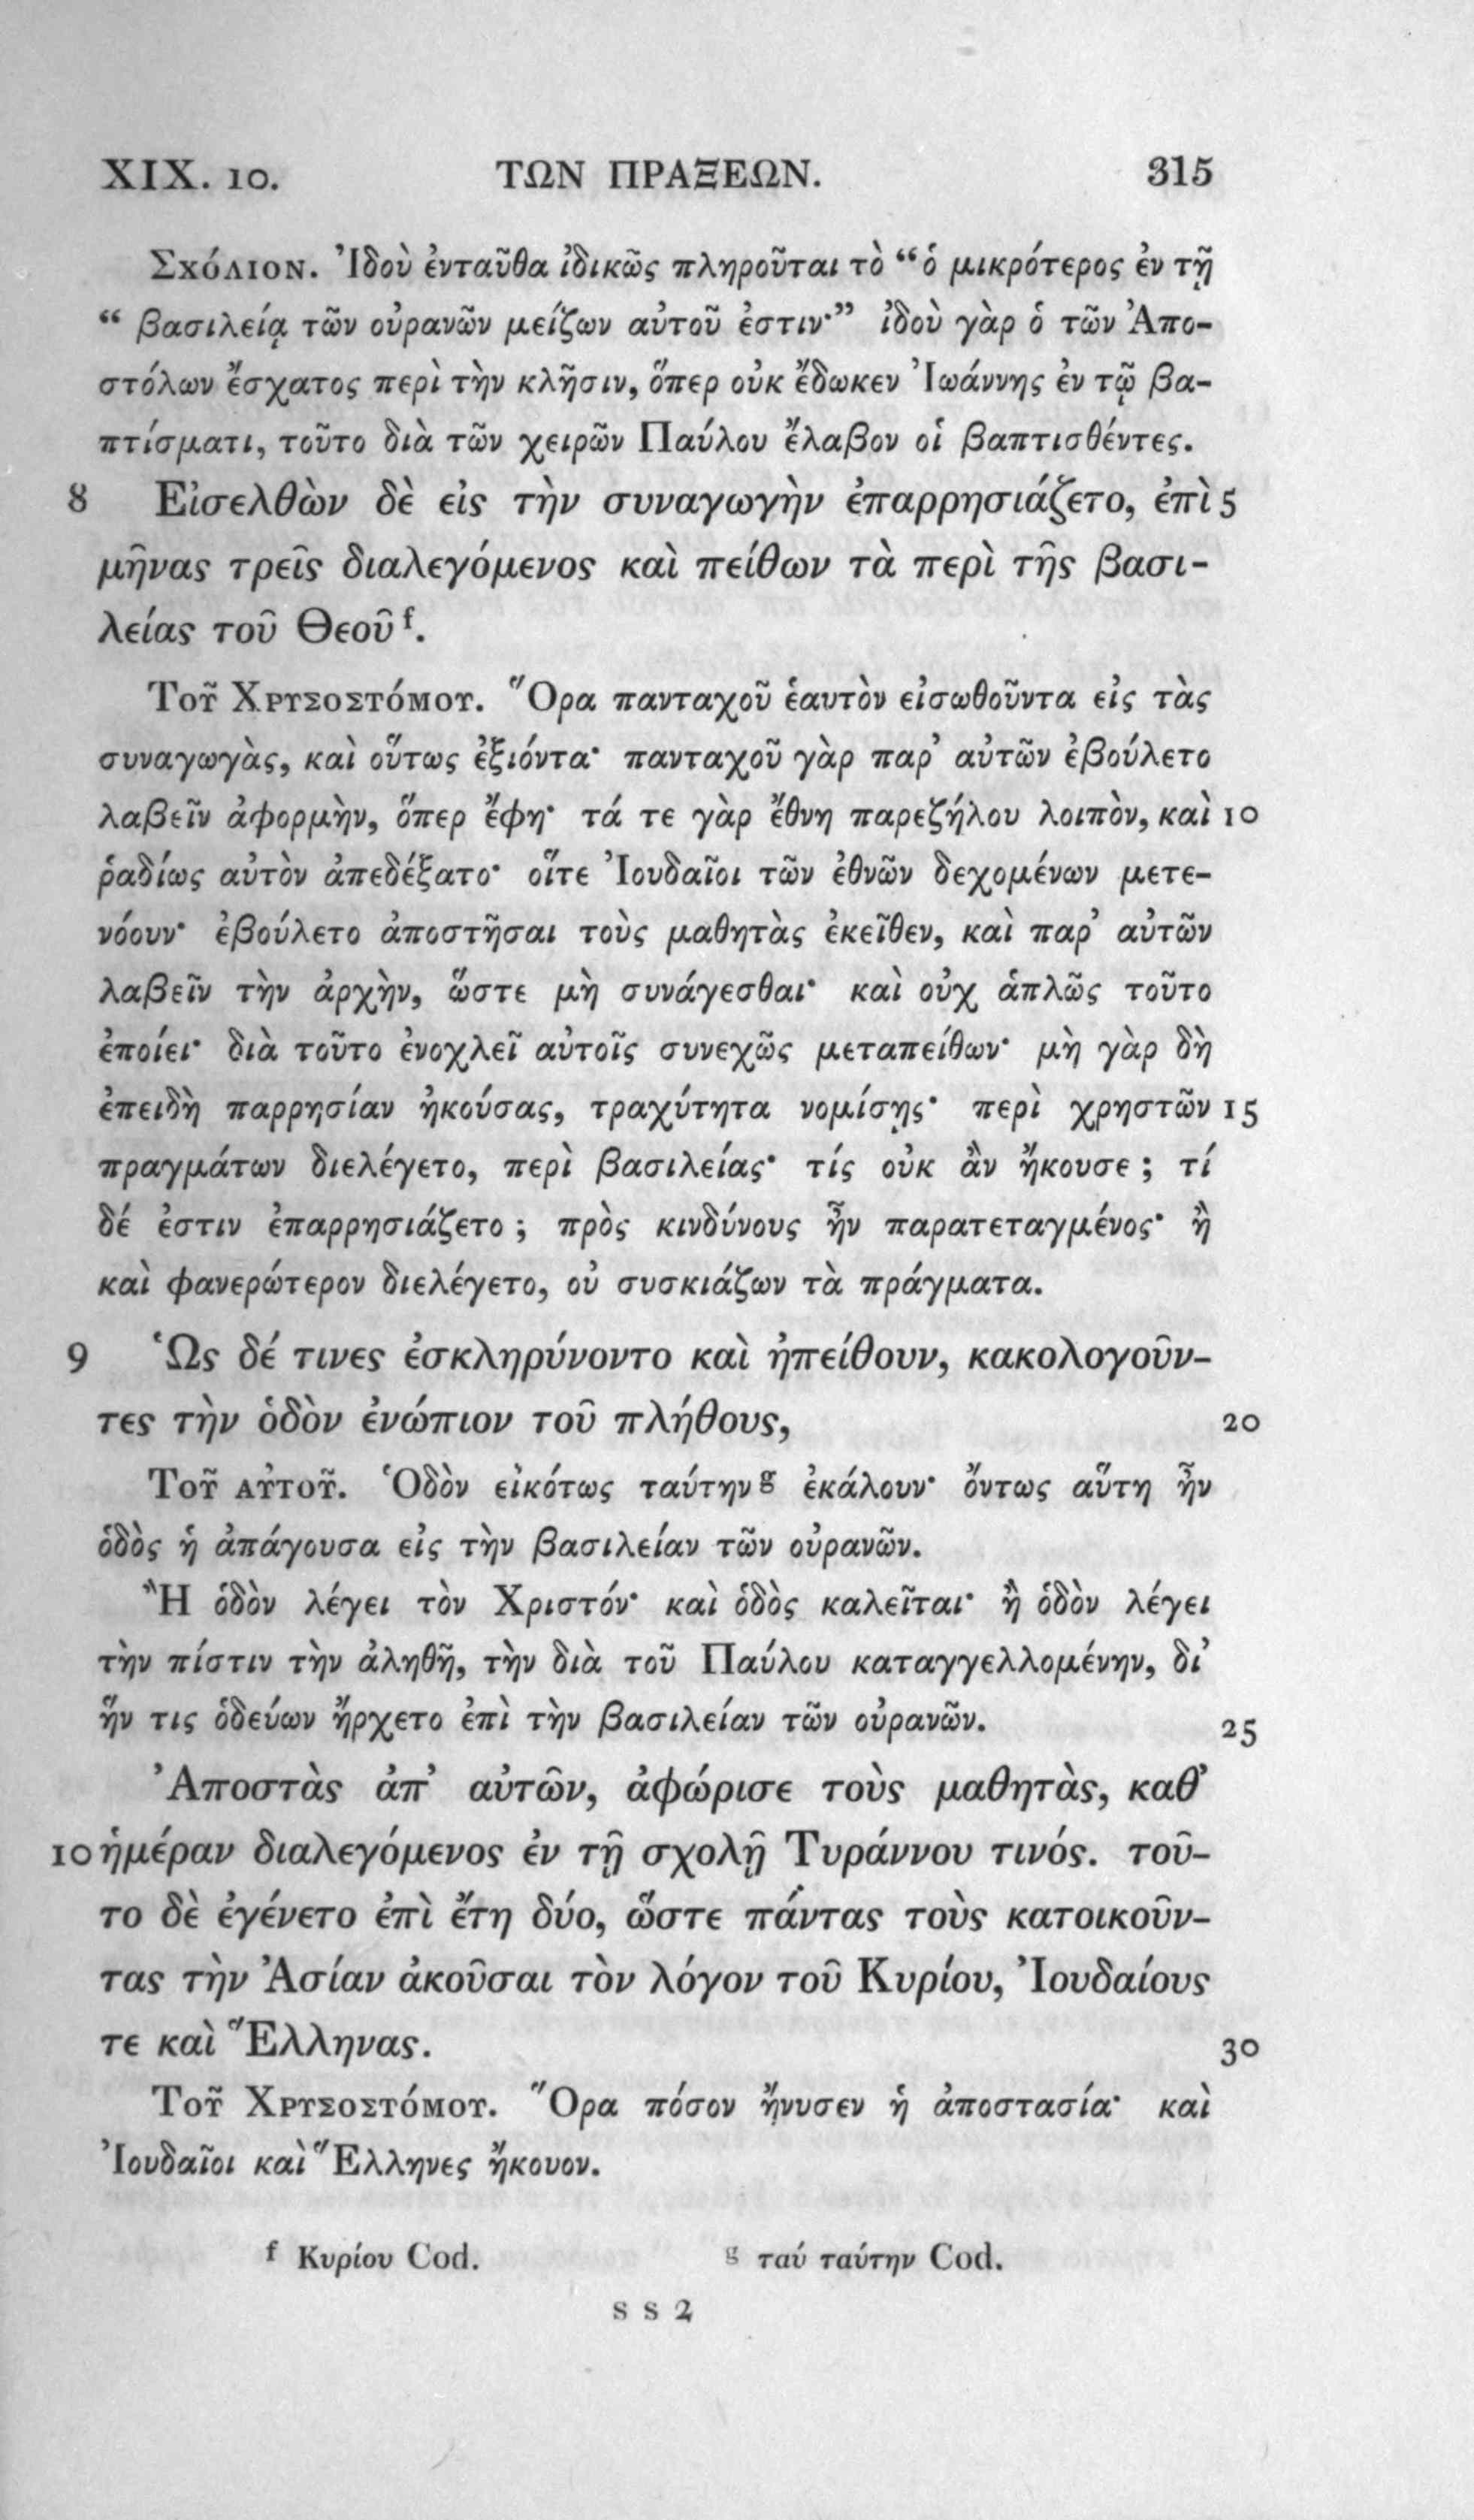 XIX. 10. ΤΩΝ ΠΡΑΞΕΩΝ. 315
Σχόλιον. Ἰδοὺ ἐνταῦθα ἰδικῶς πληροῦται τὸ “ὁ μικρότερος ἐν τῇ
“ βασιλείᾳ τῶν οὐρανῶν μείζων αὐτοῦ ἐστιν·” ἰδοὺ γὰρ ὁ τῶν Ἀπο-
στόλων ἔσχατος περὶ τὴν κλῆσιν, ὅπερ οὐκ ἔδωκεν Ἰωάννης ἐν τῷ βα-
πτίσματι, τοῦτο διὰ τῶν χειρῶν Παύλου ἔλαβον οἱ βαπτισθέντες.
8 Εἰσελθὼν δὲ εἰς τὴν συναγωγὴν ἐπαρρησιάζετο, ἐπὶ 5
μῆνας τρεῖς διαλεγόμενος καὶ πείθων τὰ περὶ τῆς βασι-
λείας τοῦ Θεοῦ f.
Τοῦ Χρυσοστόμου. Ὅρα πανταχοῦ ἑαυτὸν εἰσωθοῦντα εἰς τὰς
συναγωγὰς, καὶ οὕτως ἐξιόντα· πανταχοῦ γὰρ παρ’ αὐτῶν ἐβούλετο
λαβεῖν ἀφορμὴν, ὅπερ ἔφη· τά τε γὰρ ἔθνη παρεζήλου λοιπὸν, καὶ 10
ῥαδίως αὐτὸν ἀπεδέξατο· οἵτε Ἰουδαῖοι τῶν ἐθνῶν δεχομένων μετε-
νόουν· ἐβούλετο ἀποστῆσαι τοὺς μαθητὰς ἐκεῖθεν, καὶ παρ’ αὐτῶν
λαβεῖν τὴν ἀρχὴν, ὥστε μὴ συνάγεσθαι· καὶ οὐχ ἁπλῶς τοῦτο
ἐποίει· διὰ τοῦτο ἐνοχλεῖ αὐτοῖς συνεχῶς μεταπείθων· μὴ γὰρ δὴ
ἐπειδὴ παρρησίαν ἠκούσας, τραχύτητα νομίσῃς· περὶ χρηστῶν 15
πραγμάτων διελέγετο, περὶ βασιλείας· τίς οὐκ ἂν ἤκουσε ; τί
δέ ἐστιν ἐπαρρησιάζετο ; πρὸς κινδύνους ἦν παρατεταγμένος· ἢ
καὶ φανερώτερον διελέγετο, οὐ συσκιάζων τὰ πράγματα.
9 Ὡς δέ τινες ἐσκληρύνοντο καὶ ἠπείθουν, κακολογοῦν-
τες τὴν ὁδὸν ἐνώπιον τοῦ πλήθους, 20
Τοῦ αὐτοῦ. Ὁδὸν εἰκότως ταύτην g ἐκάλουν· ὄντως αὕτη ἦν
ὁδὸς ἡ ἀπάγουσα εἰς τὴν βασιλείαν τῶν οὐρανῶν.
Ἢ ὁδὸν λέγει τὸν Χριστόν· καὶ ὁδὸς καλεῖται· ἢ ὁδὸν λέγει
τὴν πίστιν τὴν ἀληθῆ, τὴν διὰ τοῦ Παύλου καταγγελλομένην, δι’
ἥν τις ὁδεύων ἤρχετο ἐπὶ τὴν βασιλείαν τῶν οὐρανῶν. 25
Ἀποστὰς ἀπ’ αὐτῶν, ἀφώρισε τοὺς μαθητὰς, καθ’
10 ἡμέραν διαλεγόμενος ἐν τῇ σχολῇ Τυράννου τινός. τοῦ-
το δὲ ἐγένετο ἐπὶ ἔτη δύο, ὥστε πάντας τοὺς κατοικοῦν-
τας τὴν Ἀσίαν ἀκοῦσαι τὸν λόγον τοῦ Κυρίου, Ἰουδαίους
τε καὶ Ἕλληνας. 30
Τοῦ Χρυσοστόμου. Ὅρα πόσον ἤνυσεν ἡ ἀποστασία· καὶ
Ἰουδαῖοι καὶ Ἕλληνες ἤκουον.
f Κυρίου Cod. g ταύ ταύτην Cod.
s s 2